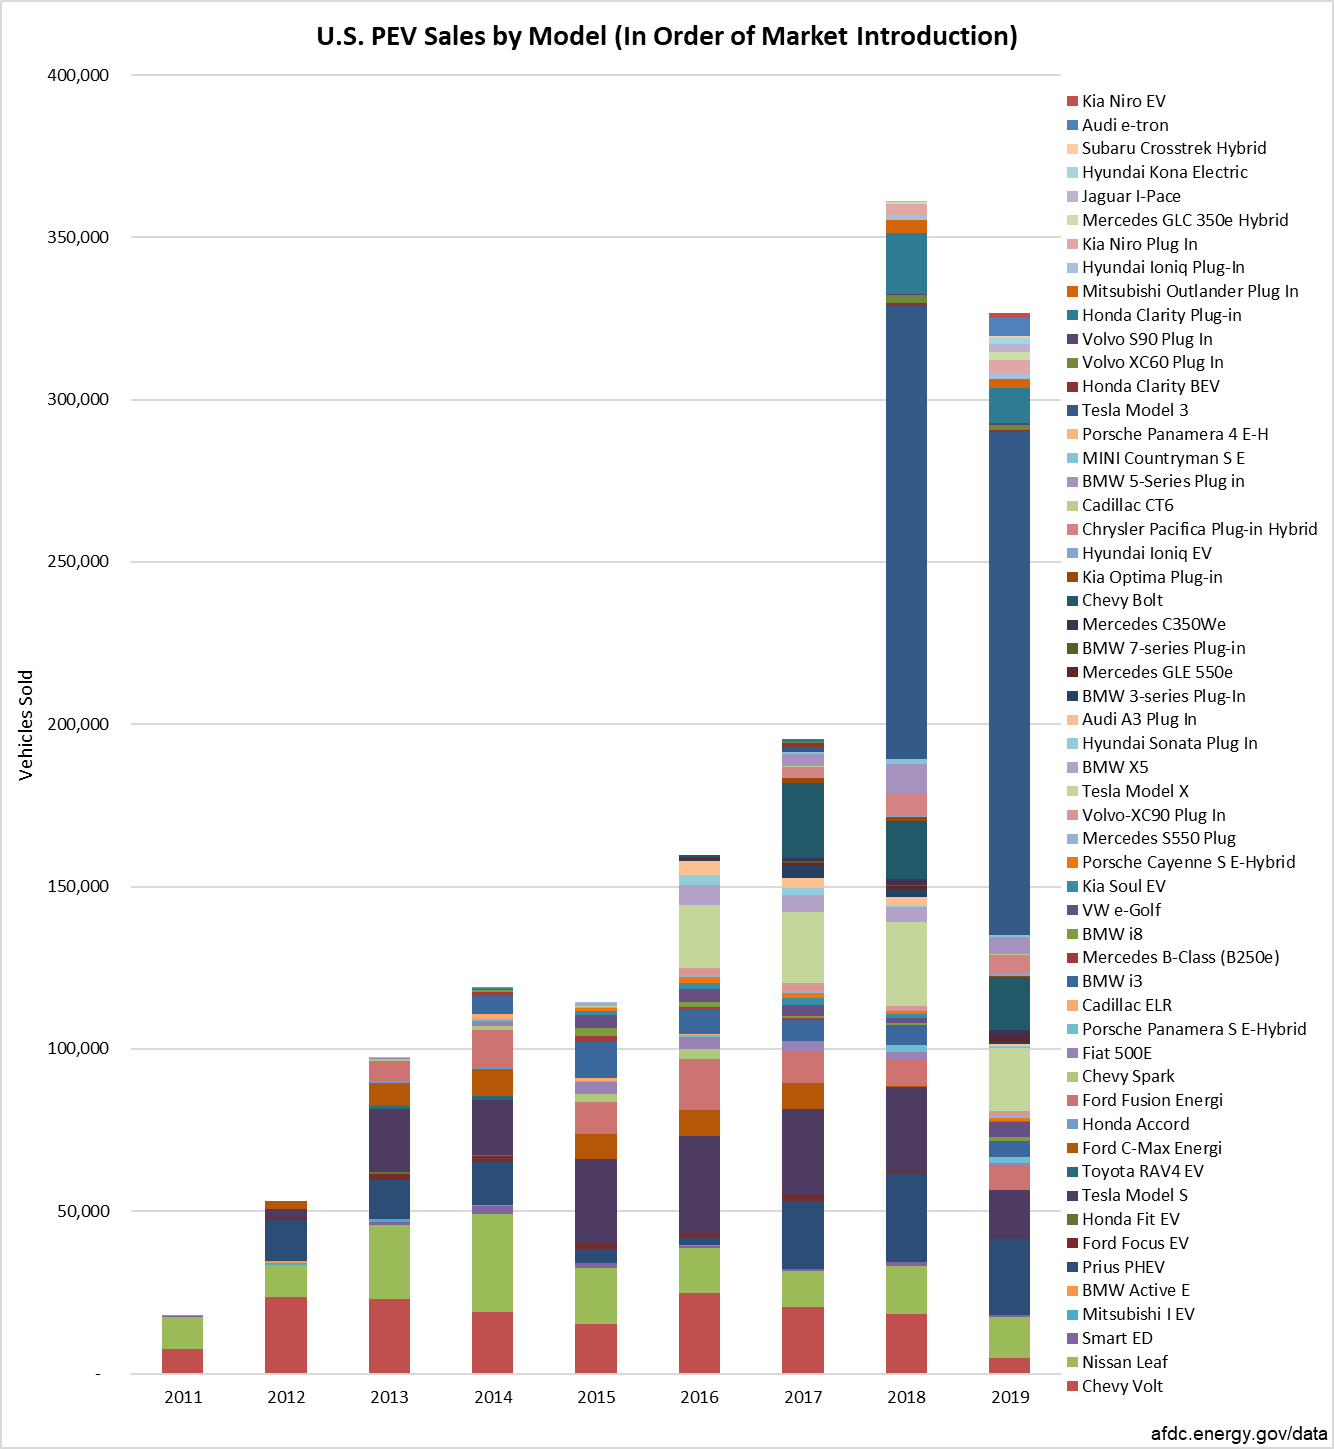 U.S. PEV Sales by Model (In Order of Market Introduction)
400,000
350,000
300,000
250,000
200,000
150,000
100,000
50,000
-
Vehicles Sold
2011 2012 2013 2014 2015 2016 2017 2018 2019
Kia Niro EV
Audi e-tron
Subaru Crosstrek Hybrid
Hyundai Kona Electric
Jaguar I-Pace
Mercedes GLC 350e Hybrid
Kia Niro Plug In
Hyundai Ioniq Plug-In
Mitsubishi Outlander Plug In
Honda Clarity Plug-in
Volvo S90 Plug In
Volvo XC60 Plug In
Honda Clarity BEV
Tesla Model 3
Porsche Panamera 4 E-H
MINI Countryman S E
BMW 5-Series Plug in
Cadillac CT6
Chrysler Pacifica Plug-in Hybrid
Hyundai Ioniq EV
Kia Optima Plug-in
Chevy Bolt
Mercedes C350We
BMW 7-series Plug-in
Mercedes GLE 550e
BMW 3-series Plug-In
Audi A3 Plug In
Hyundai Sonata Plug In
BMW X5
Tesla Model X
Volvo-XC90 Plug In
Mercedes S550 Plug
Porsche Cayenne S E-Hybrid
Kia Soul EV
VW e-Golf
BMW i8
Mercedes B-Class (B250e)
BMW i3
Cadillac ELR
Porsche Panamera S E-Hybrid
Fiat 500E
Chevy Spark
Ford Fusion Energi
Honda Accord
Ford C-Max Energi
Toyota RAV4 EV
Tesla Model S
Honda Fit EV
Ford Focus EV
Prius PHEV
BMW Active E
Mitsubishi I EV
Smart ED
Nissan Leaf
Chevy Volt
afdc.energy.gov/data